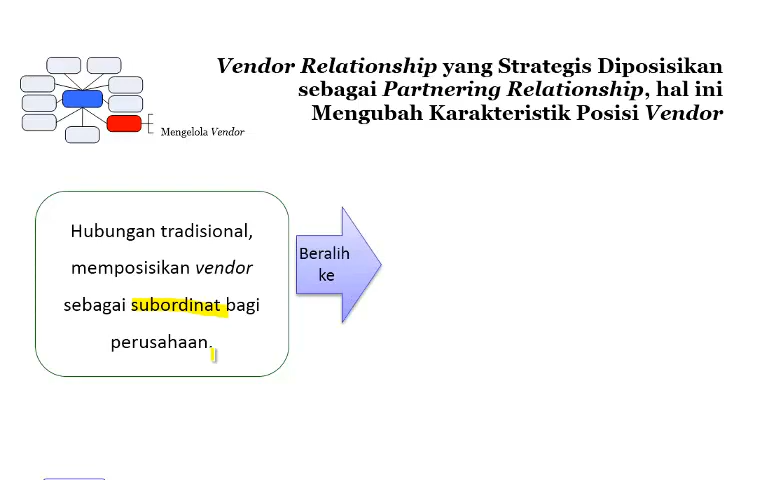 Vendor Relationship yang Strategis Diposisikan
sebagai Partnering Relationship, hal ini
Mengubah Karakteristik Posisi Vendor
Mengelola Vendor
Hubungan tradisional,
memposisikan vendor
sebagai subordinat bagi
perusahaan.
Beralih
ke